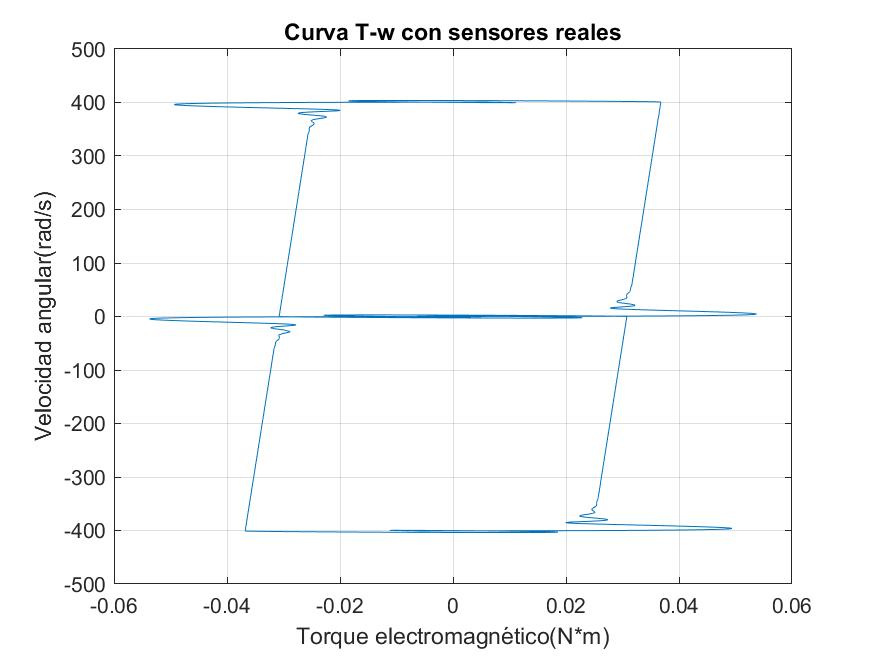 Curva T-w con sensores reales
500
400
300
200
100
0
-100
-200
-300
-400
-500
Velocidad angular(rad/s)
-0.06 -0.04 -0.02 0 0.02 0.04 0.06
Torque electromagnético(N*m)